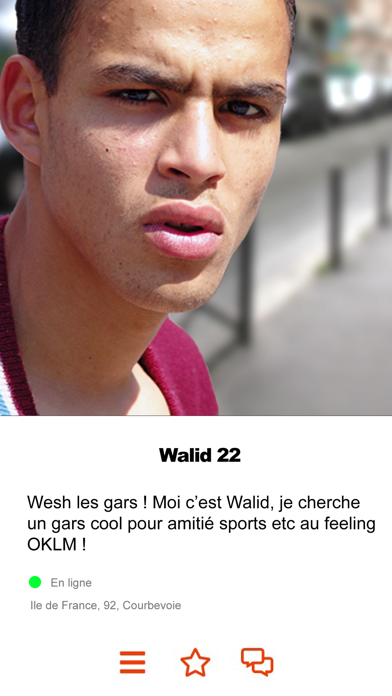 Walid 22
Wesh les gars ! Moi c’est Walid, je cherche
un gars cool pour amitié sports etc au feeling
OKLM !
En ligne
Ile de France, 92, Courbevoie